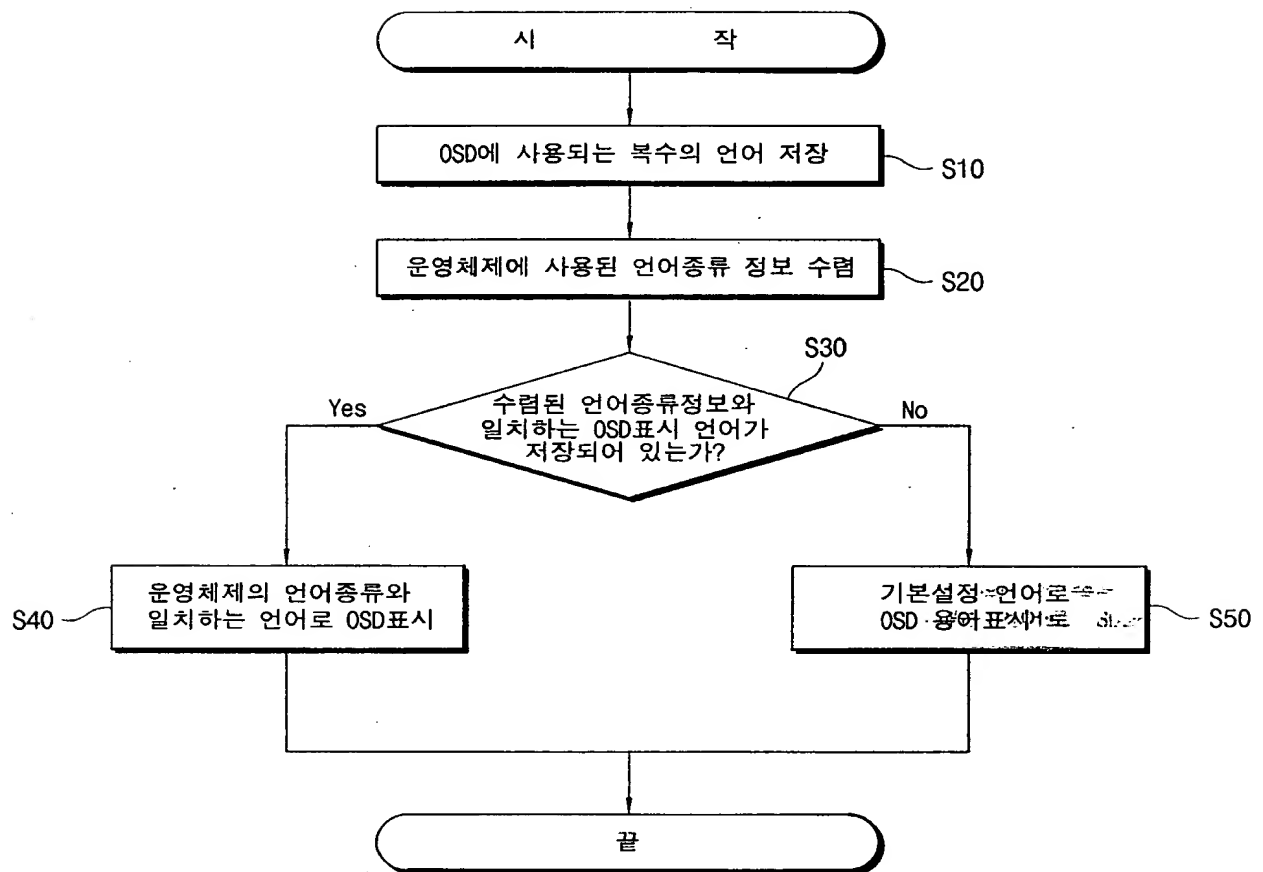 시 작
OSD에 사용되는 복수의 언어 저장
S10
운영체제에 사용된 언어종류 정보 수렴
S20
S30
수렴된 언어종류정보와
일치하는 OSD표시 언어가
저장되어 있는가?
Yes
No
운영체제의 언어종류와
일치하는 언어로 OSD표시
S40
기본설정 언어로
OSD
S50
끝